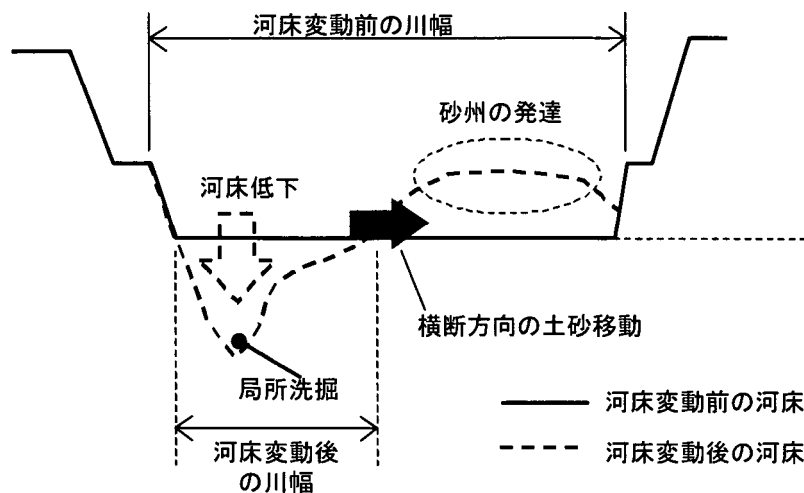 河床変動前の川幅
砂州の発達
河床低下
横断方向の土砂移動
局所洗掘
河床変動前の河床
河床変動後の河床
河床変動後
の川幅